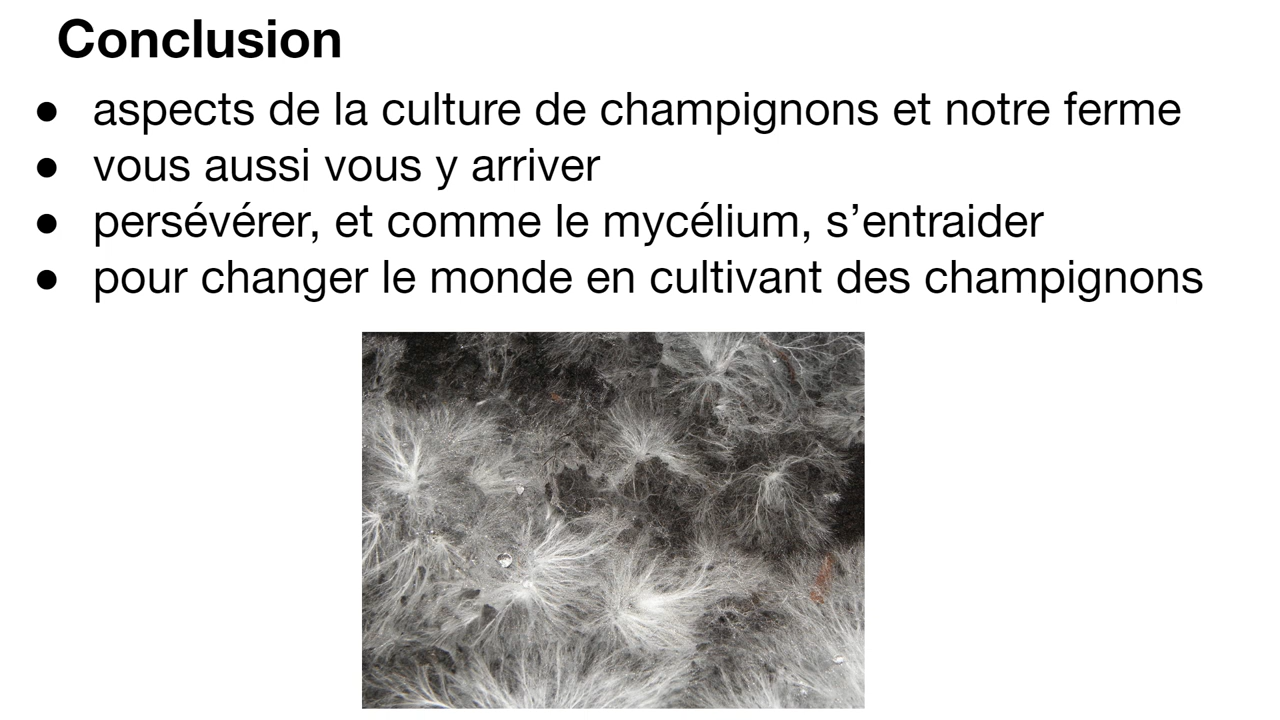 Conclusion
● aspects de la culture de champignons et notre ferme
● vous aussi vous y arriver
● persévérer, et comme le mycélium, s’entraider
● pour changer le monde en cultivant des champignons